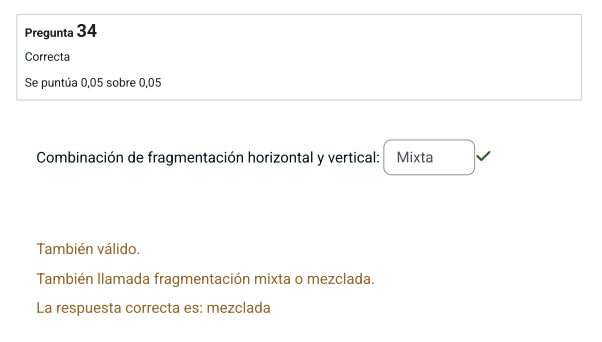 Pregunta 34
Correcta
Se puntúa 0,05 sobre 0,05
Combinación de fragmentación horizontal y vertical: Mixta
También válido.
También llamada fragmentación mixta o mezclada.
La respuesta correcta es: mezclada